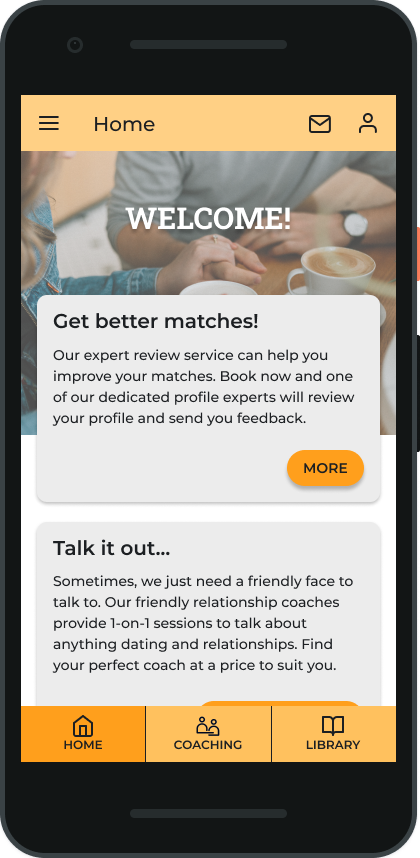 Home
WELCOME!
Get better matches!
Our expert review service can help you
improve your matches. Book now and one
of our dedicated profile experts will review
your profile and send you feedback.
MORE
Talk it out...
Sometimes, we just need a friendly face to
talk to. Our friendly relationship coaches
provide 1-on-1 sessions to talk about
anything dating and relationships. Find
your perfect coach at a price to suit you.
HOME
COACHING
LIBRARY